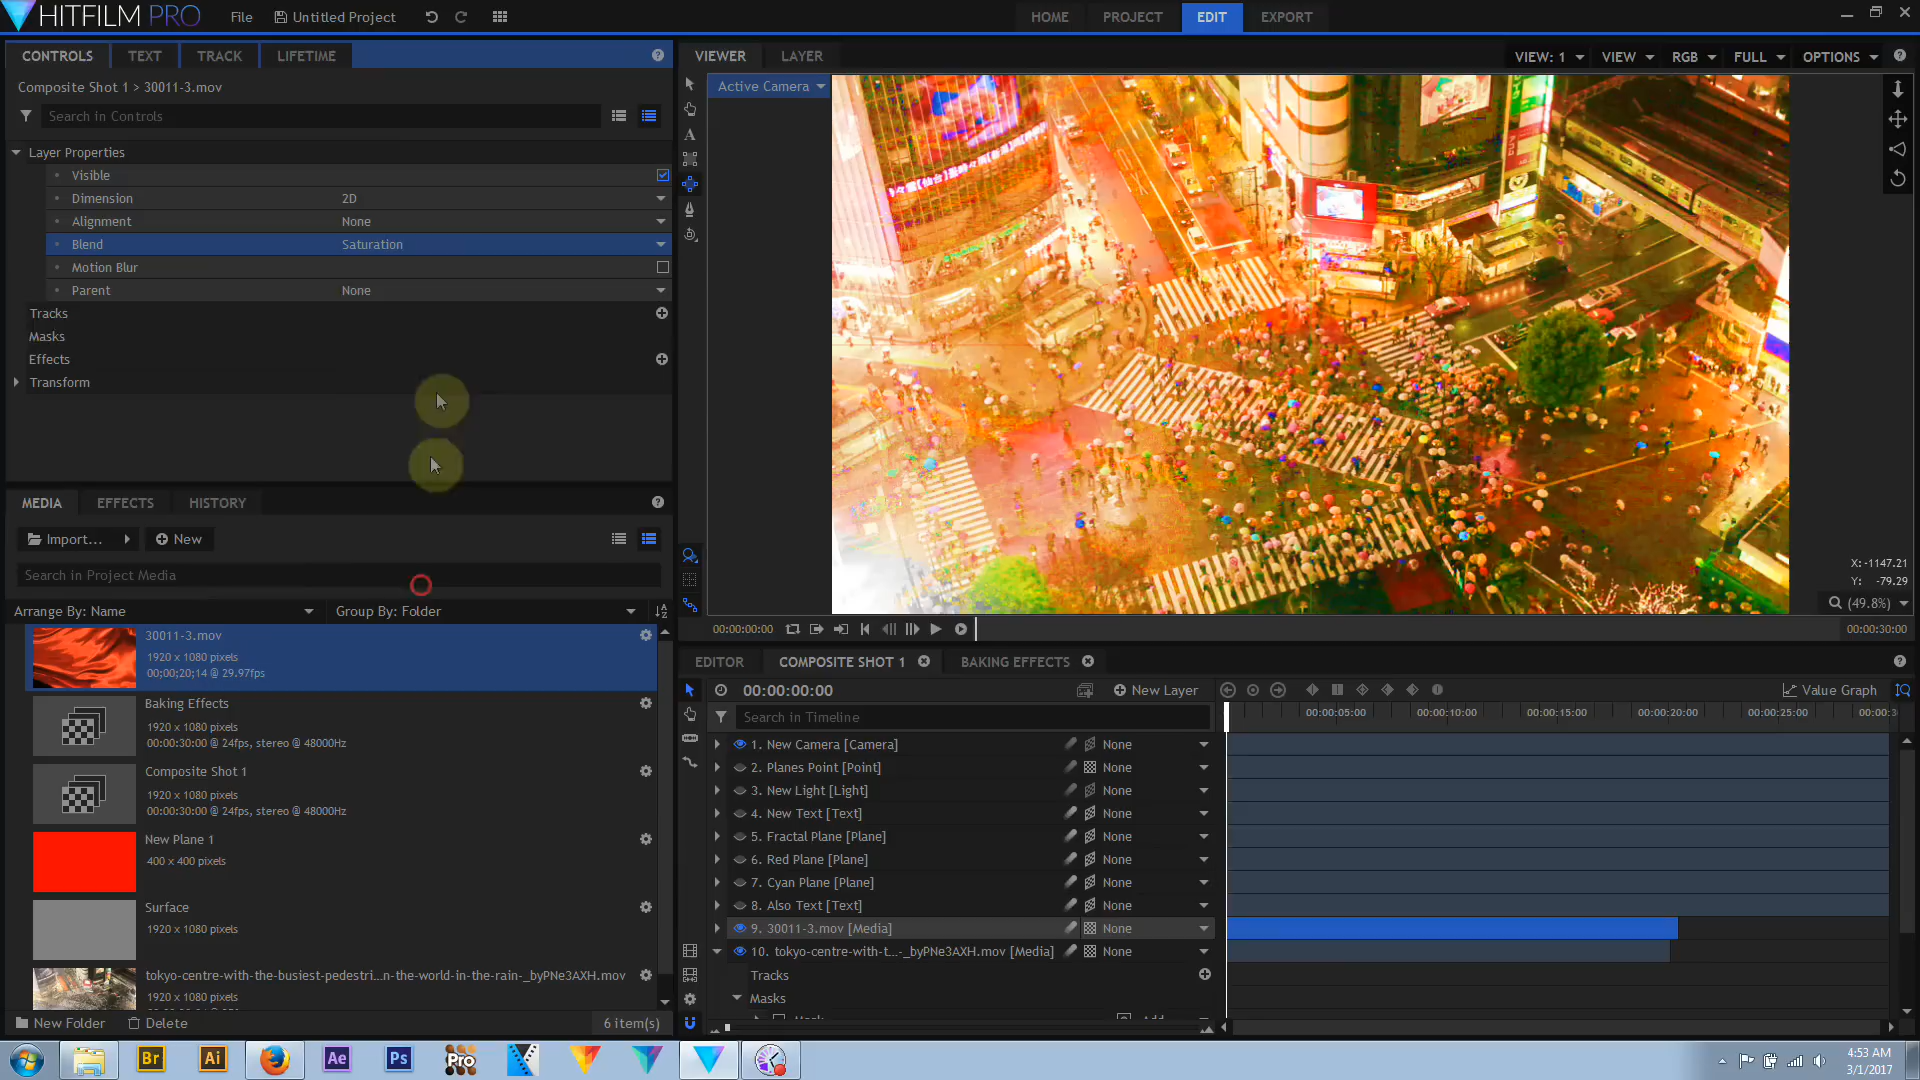 HITFILM PRO
File
Untitled Project
HOME
PROJECT
EDIT
EXPORT
CONTROLS
TEXT
TRACK
LIFETIME
Composite Shot 1 > 30011-3.mov
Search in Controls
Layer Properties
Visible
Dimension 2D
Alignment None
Blend Saturation
Motion Blur
Parent None
Tracks
Masks
Effects
Transform
VIEWER
LAYER
VIEW: 1
VIEW
RGB
FULL
OPTIONS
Active Camera
X: -1147.21
Y: -79.29
(49.8%)
00:00:00:00
00:00:30:00
MEDIA
EFFECTS
HISTORY
Import...
New
Search in Project Media
Arrange By: Name
Group By: Folder
30011-3.mov
1920 x 1080 pixels
00;00;20;14 @ 29.97fps
Baking Effects
1920 x 1080 pixels
00:00:30:00 @ 24fps, stereo @ 48000Hz
Composite Shot 1
1920 x 1080 pixels
00:00:30:00 @ 24fps, stereo @ 48000Hz
New Plane 1
400 x 400 pixels
Surface
1920 x 1080 pixels
tokyo-centre-with-the-busiest-pedestri...n-the-world-in-the-rain-_byPNe3AXH.mov
1920 x 1080 pixels
New Folder
Delete
6 item(s)
EDITOR
COMPOSITE SHOT 1
BAKING EFFECTS
00:00:00:00
New Layer
Value Graph
Search in Timeline
00:00:05:00
00:00:10:00
00:00:15:00
00:00:20:00
00:00:25:00
1. New Camera [Camera] None
2. Planes Point [Point] None
3. New Light [Light] None
4. New Text [Text] None
5. Fractal Plane [Plane] None
6. Red Plane [Plane] None
7. Cyan Plane [Plane] None
8. Also Text [Text] None
9. 30011-3.mov [Media] None
10. tokyo-centre-with-t...-_byPNe3AXH.mov [Media] None
Tracks
Masks
Br
Ai
Ae
Ps
Pro
4:53 AM
3/1/2017